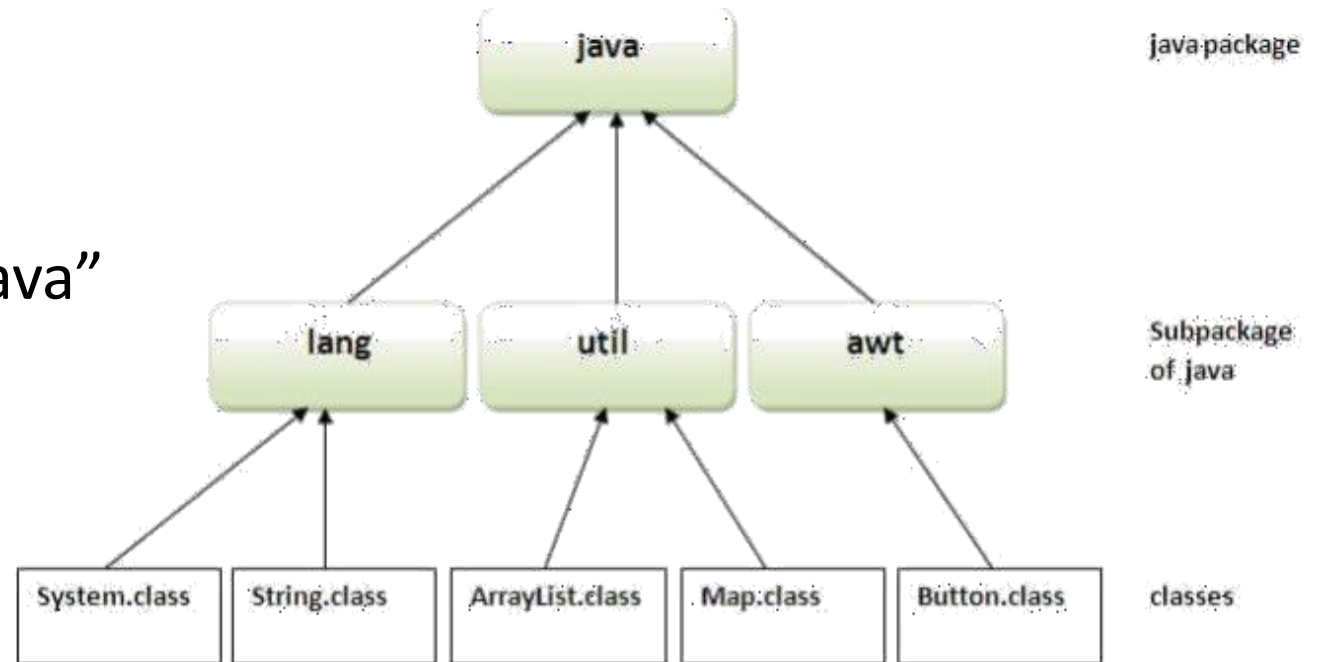 java
java package
ava”
lang
util
awt
Subpackage
of java
System.class
String.class
ArrayList.class
Map.class
Button.class
classes